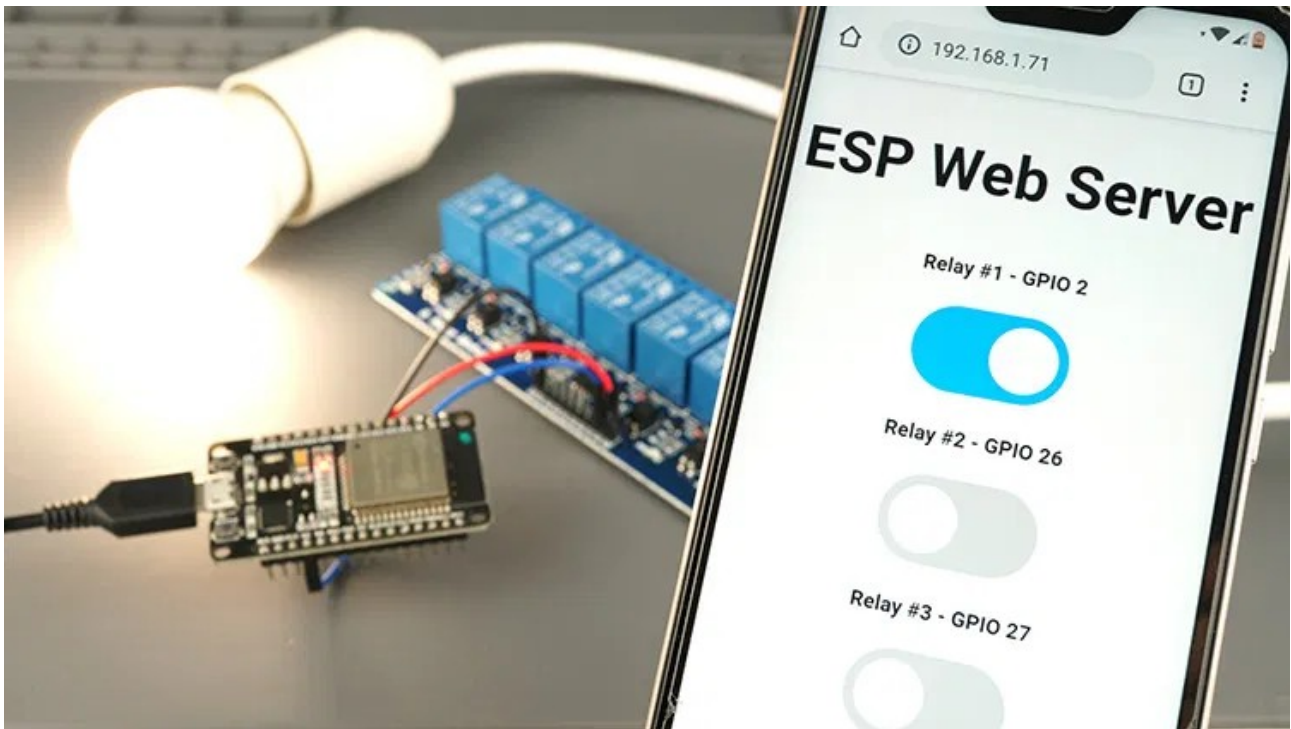 192.168.1.71
1
ESP Web Server
Relay #1 - GPIO 2
Relay #2 - GPIO 26
Relay #3 - GPIO 27